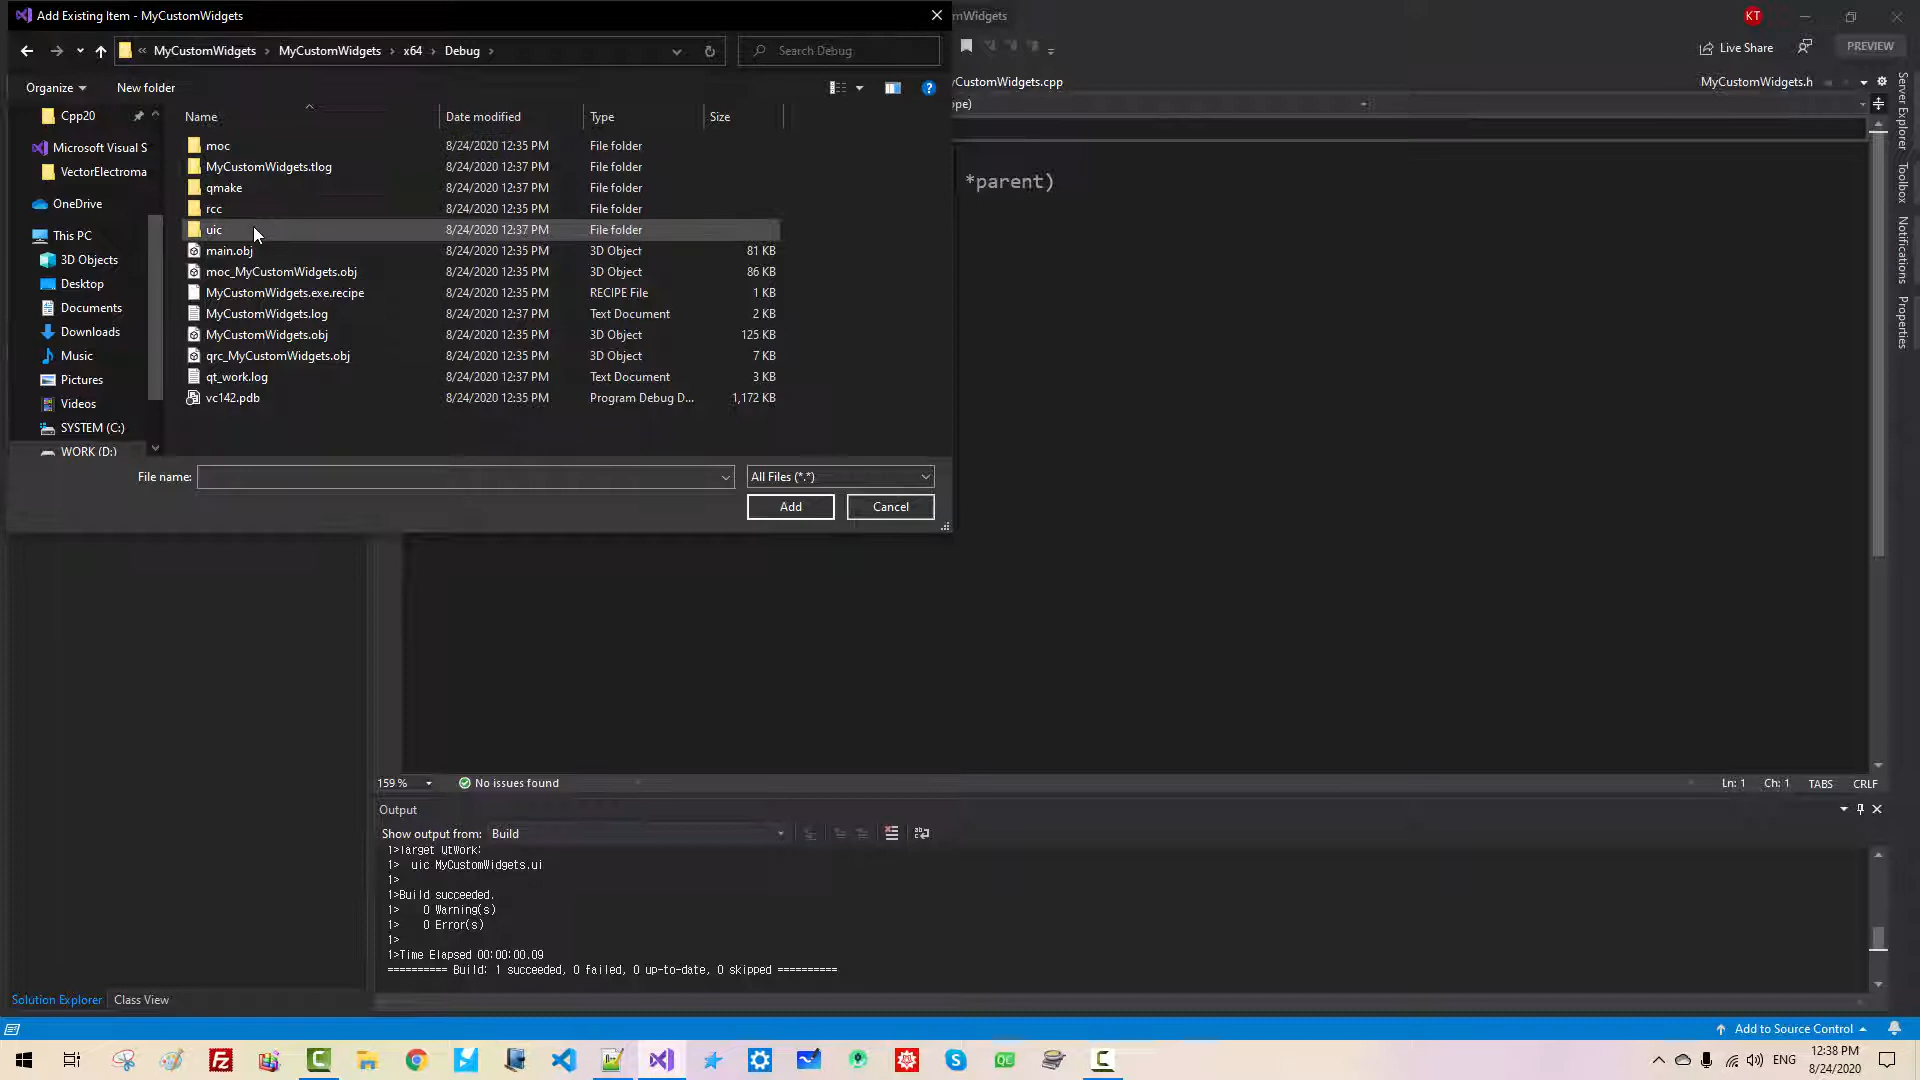 Add Existing Item - MyCustomWidgets
mWidgets
KT
« MyCustomWidgets > MyCustomWidgets > x64 > Debug >
Search Debug
Live Share
PREVIEW
Organize
New folder
yCustomWidgets.cpp
MyCustomWidgets.h
ope)
Cpp20
Microsoft Visual S
VectorElectroma
OneDrive
This PC
3D Objects
Desktop
Documents
Downloads
Music
Pictures
Videos
SYSTEM (C:)
WORK (D:)
Name Date modified Type Size
moc 8/24/2020 12:35 PM File folder
MyCustomWidgets.tlog 8/24/2020 12:37 PM File folder
qmake 8/24/2020 12:37 PM File folder
rcc 8/24/2020 12:35 PM File folder
uic 8/24/2020 12:37 PM File folder
main.obj 8/24/2020 12:35 PM 3D Object 81 KB
moc_MyCustomWidgets.obj 8/24/2020 12:35 PM 3D Object 86 KB
MyCustomWidgets.exe.recipe 8/24/2020 12:35 PM RECIPE File 1 KB
MyCustomWidgets.log 8/24/2020 12:37 PM Text Document 2 KB
MyCustomWidgets.obj 8/24/2020 12:35 PM 3D Object 125 KB
qrc_MyCustomWidgets.obj 8/24/2020 12:35 PM 3D Object 7 KB
qt_work.log 8/24/2020 12:37 PM Text Document 3 KB
vc142.pdb 8/24/2020 12:35 PM Program Debug D... 1,172 KB
File name:
All Files (*.*)
Add
Cancel
*parent)
Server Explorer
Toolbox
Notifications
Properties
159 %
No issues found
Ln: 1
Ch: 1
TABS
CRLF
Output
Show output from: Build
1>Target QtWork:
1>  uic MyCustomWidgets.ui
1>
1>Build succeeded.
1>    0 Warning(s)
1>    0 Error(s)
1>
1>Time Elapsed 00:00:00.09
========== Build: 1 succeeded, 0 failed, 0 up-to-date, 0 skipped ==========
Solution Explorer
Class View
Add to Source Control
ENG
12:38 PM
8/24/2020